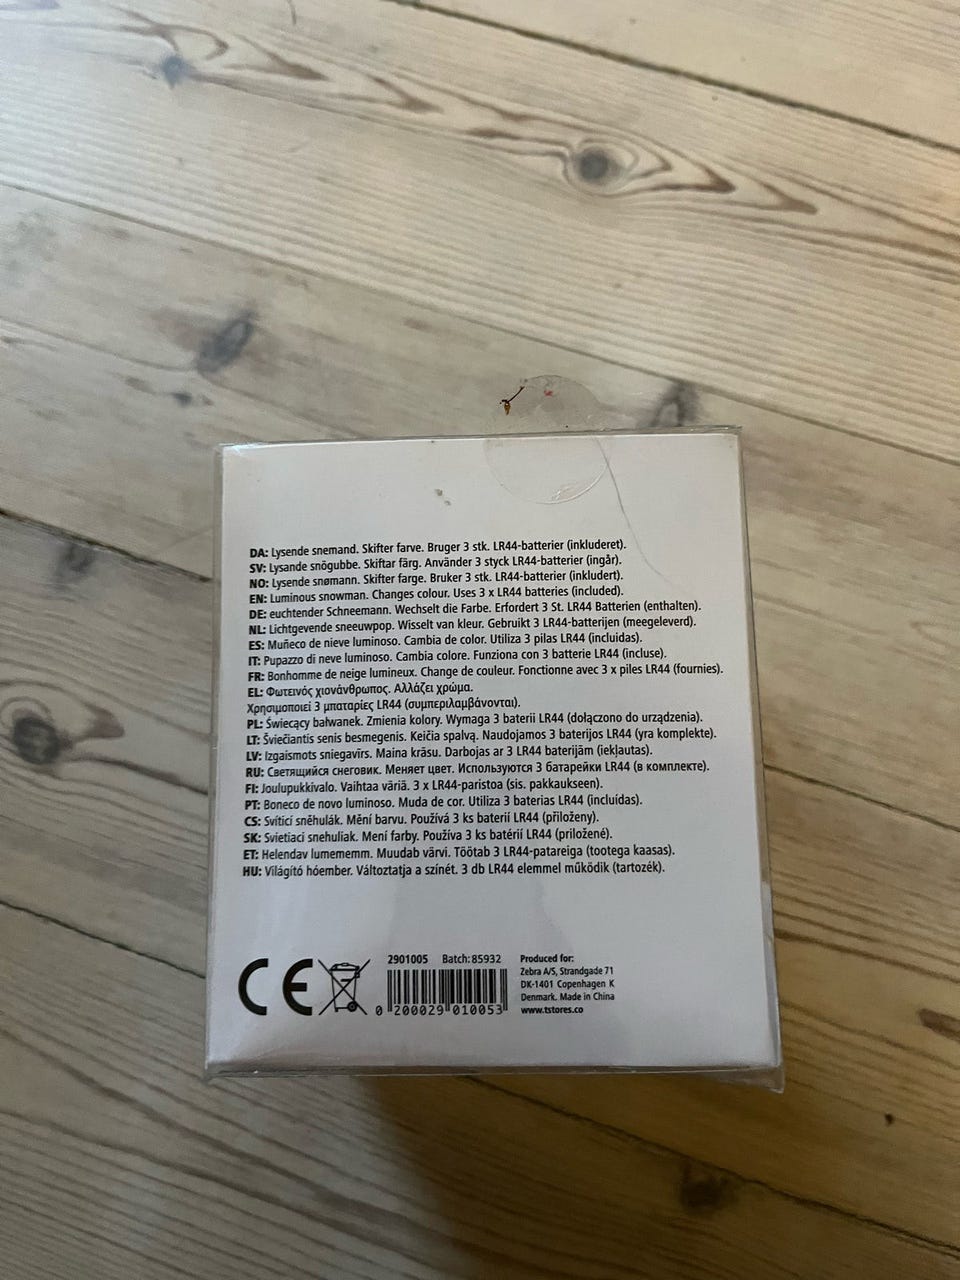 DA: Lysende snemand. Skifter farve. Bruger 3 stk. LR44-batterier (inkluderet).
SV: Lysande snögubbe. Skiftar färg. Använder 3 styck LR44-batterier (ingår).
NO: Lysende snømann. Skifter farge. Bruker 3 stk. LR44-batterier (inkludert).
EN: Luminous snowman. Changes colour. Uses 3 x LR44 batteries (included).
DE: euchtender Schneemann. Wechselt die Farbe. Erfordert 3 St. LR44 Batterien (enthalten).
NL: Lichtgevende sneeuwpop. Wisselt van kleur. Gebruikt 3 LR44-batterijen (meegeleverd).
ES: Muñeco de nieve luminoso. Cambia de color. Utiliza 3 pilas LR44 (incluidas).
IT: Pupazzo di neve luminoso. Cambia colore. Funziona con 3 batterie LR44 (incluse).
FR: Bonhomme de neige lumineux. Change de couleur. Fonctionne avec 3 x piles LR44 (fournies).
EL: Φωτεινός χιονάνθρωπος. Αλλάζει χρώμα.
Χρησιμοποιεί 3 μπαταρίες LR44 (συμπεριλαμβάνονται).
PL: Świecący bałwanek. Zmienia kolory. Wymaga 3 baterii LR44 (dołączono do urządzenia).
LT: Šviečiantis senis besmegenis. Keičia spalvą. Naudojamos 3 baterijos LR44 (yra komplekte).
LV: Izgaismots sniegavīrs. Maina krāsu. Darbojas ar 3 LR44 baterijām (iekļautas).
RU: Светящийся снеговик. Меняет цвет. Используются 3 батарейки LR44 (в комплекте).
FI: Joulupukkivalo. Vaihtaa väriä. 3 x LR44-paristoa (sis. pakkaukseen).
PT: Boneco de novo luminoso. Muda de cor. Utiliza 3 baterias LR44 (incluídas).
CS: Svítící sněhulák. Mění barvu. Používá 3 ks baterií LR44 (přiloženy).
SK: Svietiaci snehuliak. Mení farby. Používa 3 ks batérií LR44 (priložené).
ET: Helendav lumememm. Muudab värvi. Töötab 3 LR44-patareiga (tootega kaasas).
HU: Világító hóember. Változtatja a színét. 3 db LR44 elemmel működik (tartozék).
CE
2901005 Batch: 85932
0 200029 010053
Produced for:
Zebra A/S, Strandgade 71
DK-1401 Copenhagen K
Denmark. Made in China
www.tstores.co